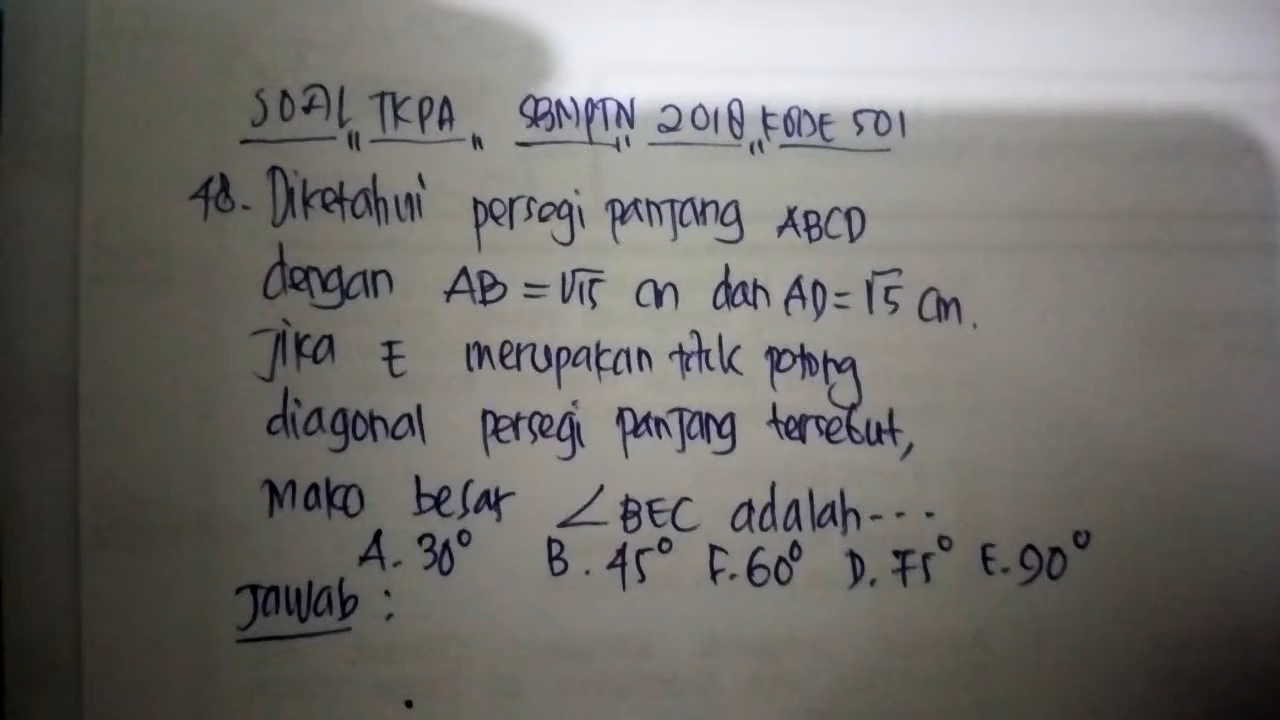 SOAL TKPA SBMPTN 2018 KODE 501
48. Diketahui persegi panjang ABCD
dengan AB = √15 cm dan AD = √5 cm.
Jika E merupakan titik potong
diagonal persegi panjang tersebut,
mako besar ∠BEC adalah ---
A. 30° B. 45° F. 60° D. 75° E. 90°
Jawab :